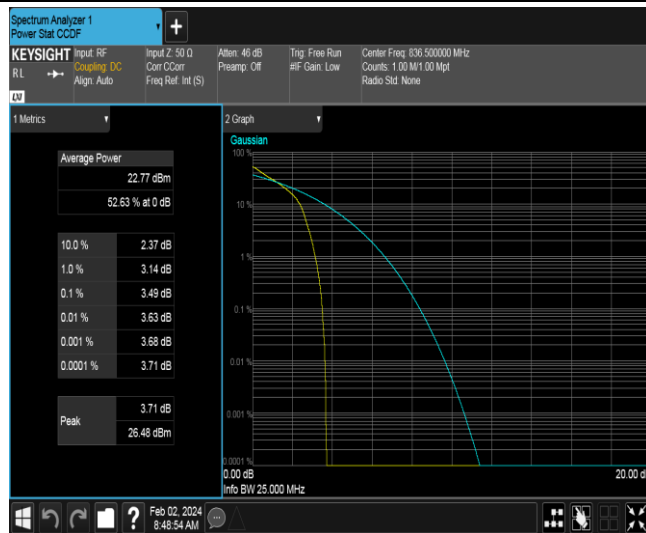 Spectrum Analyzer 1
Power Stat CCDF
KEYSIGHT
RL
LXI
Input: RF
Coupling: DC
Align: Auto
Input Z: 50 Ω
Corr CCorr
Freq Ref: Int (S)
Atten: 46 dB
Preamp: Off
Trig: Free Run
#IF Gain: Low
Center Freq: 836.500000 MHz
Counts: 1.00 M/1.00 Mpt
Radio Std: None
1 Metrics
Average Power
22.77 dBm
52.63 % at 0 dB
10.0 % 2.37 dB
1.0 % 3.14 dB
0.1 % 3.49 dB
0.01 % 3.63 dB
0.001 % 3.68 dB
0.0001 % 3.71 dB
Peak
3.71 dB
26.48 dBm
2 Graph
Gaussian
100 %
10 %
1 %
0.1 %
0.01 %
0.001 %
0.0001 %
0.00 dB
20.00 d
Info BW 25.000 MHz
?
Feb 02, 2024
8:48:54 AM